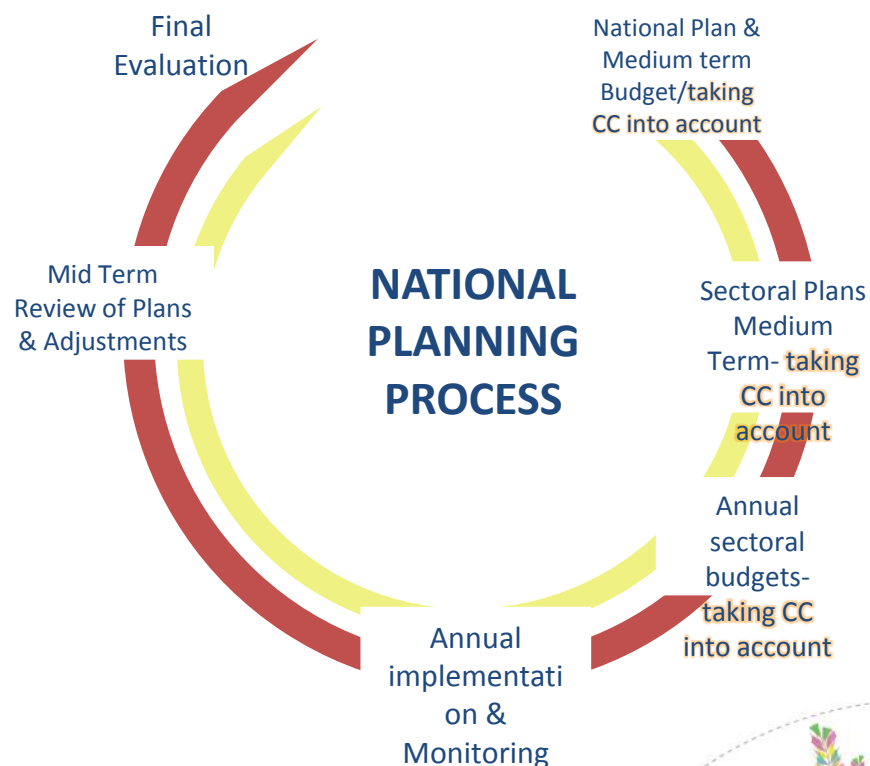 Final
Evaluation
National Plan &
Medium term
Budget/taking
CC into account
Mid Term
Review of Plans
& Adjustments
NATIONAL
PLANNING
PROCESS
Sectoral Plans
Medium
Term- taking
CC into
account
Annual
sectoral
budgets-
taking CC
into account
Annual
implementati
on &
Monitoring